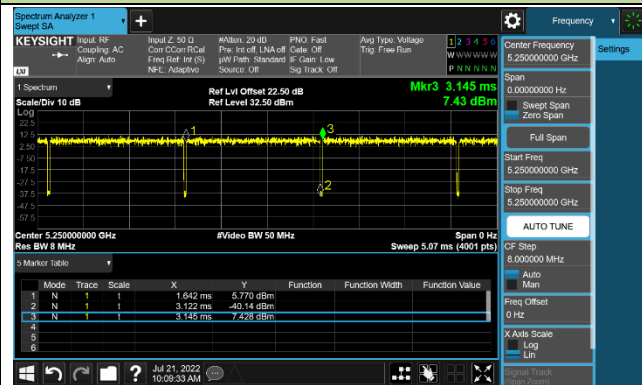 Spectrum Analyzer 1
Swept SA
+
Frequency
KEYSIGHT
Input: RF
Coupling: AC
Align: Auto
Input Z: 50 Ω
Corr CCorr RCal
Freq Ref: Int (S)
NFE: Adaptive
#Atten: 20 dB
Pre: Int off, LNA off
µW Path: Standard
Source: Off
PNO: Fast
Gate: Off
IF Gain: Low
Sig Track: Off
Avg Type: Voltage
Trig: Free Run
1 2 3 4 5 6
W W W W W W
P N N N N N
LXI
1 Spectrum
Scale/Div 10 dB
Ref Lvl Offset 22.50 dB
Ref Level 32.50 dBm
Mkr3 3.145 ms
7.43 dBm
Log
22.5
12.5
2.50
-7.50
-17.5
-27.5
-37.5
-47.5
-57.5
1
3
2
Center 5.250000000 GHz
Res BW 8 MHz
#Video BW 50 MHz
Span 0 Hz
Sweep 5.07 ms (4001 pts)
5 Marker Table
Mode Trace Scale X Y Function Function Width Function Value
1 N 1 t 1.642 ms 5.770 dBm
2 N 1 t 3.122 ms -40.14 dBm
3 N 1 t 3.145 ms 7.428 dBm
4
5
6
Center Frequency
5.250000000 GHz
Settings
Span
0.00000000 Hz
Swept Span
Zero Span
Full Span
Start Freq
5.250000000 GHz
Stop Freq
5.250000000 GHz
AUTO TUNE
CF Step
8.000000 MHz
Auto
Man
Freq Offset
0 Hz
X Axis Scale
Log
Lin
Signal Track
(Span Zoom)
?
Jul 21, 2022
10:09:33 AM